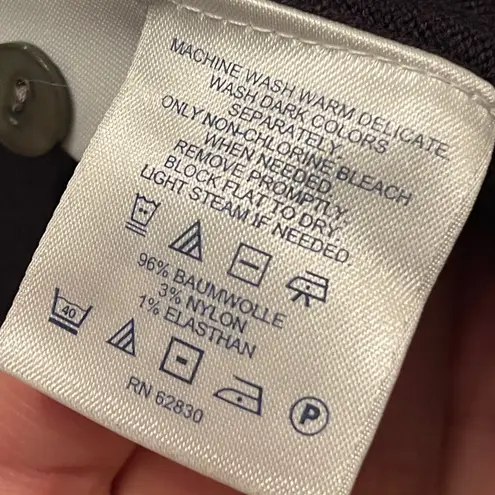 MACHINE WASH WARM DELICATE.
WASH DARK COLORS
SEPARATELY.
ONLY NON-CHLORINE BLEACH
WHEN NEEDED.
REMOVE PROMPTLY.
BLOCK FLAT TO DRY.
LIGHT STEAM IF NEEDED.
96% BAUMWOLLE
3% NYLON
1% ELASTHAN
40
P
RN 62830